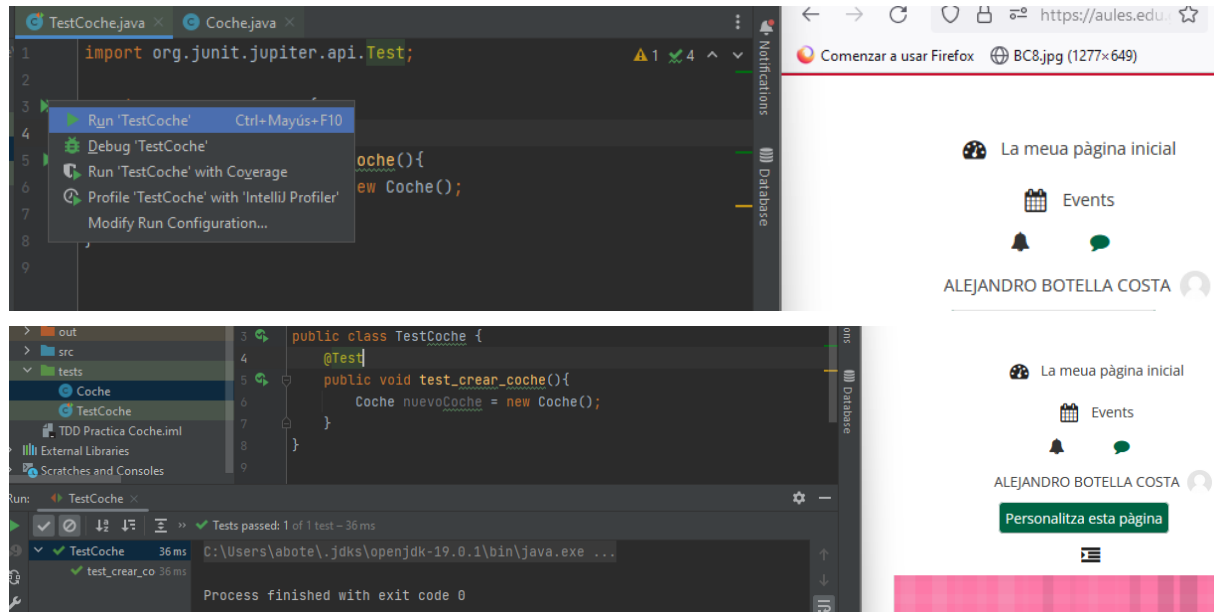 TestCoche.java
Coche.java
https://aules.edu.
1 import org.junit.jupiter.api.Test;
1 4
Comenzar a usar Firefox
BC8.jpg (1277×649)
Notifications
2
3
Run 'TestCoche' Ctrl+Mayús+F10
4
Debug 'TestCoche'
5 oche(){
Run 'TestCoche' with Coverage
6 ew Coche();
Profile 'TestCoche' with 'IntelliJ Profiler'
7
Modify Run Configuration...
8 }
9
Database
La meua pàgina inicial
Events
ALEJANDRO BOTELLA COSTA
out
src
tests
Coche
TestCoche
TDD Practica Coche.iml
External Libraries
Scratches and Consoles
3 public class TestCoche {
4 @Test
5 public void test_crear_coche(){
6 Coche nuevoCoche = new Coche();
7 }
8 }
9
ons
Database
Run: TestCoche
Tests passed: 1 of 1 test – 36 ms
TestCoche 36 ms
test_crear_co 36 ms
C:\Users\abote\.jdks\openjdk-19.0.1\bin\java.exe ...
Process finished with exit code 0
La meua pàgina inicial
Events
ALEJANDRO BOTELLA COSTA
Personalitza esta pàgina